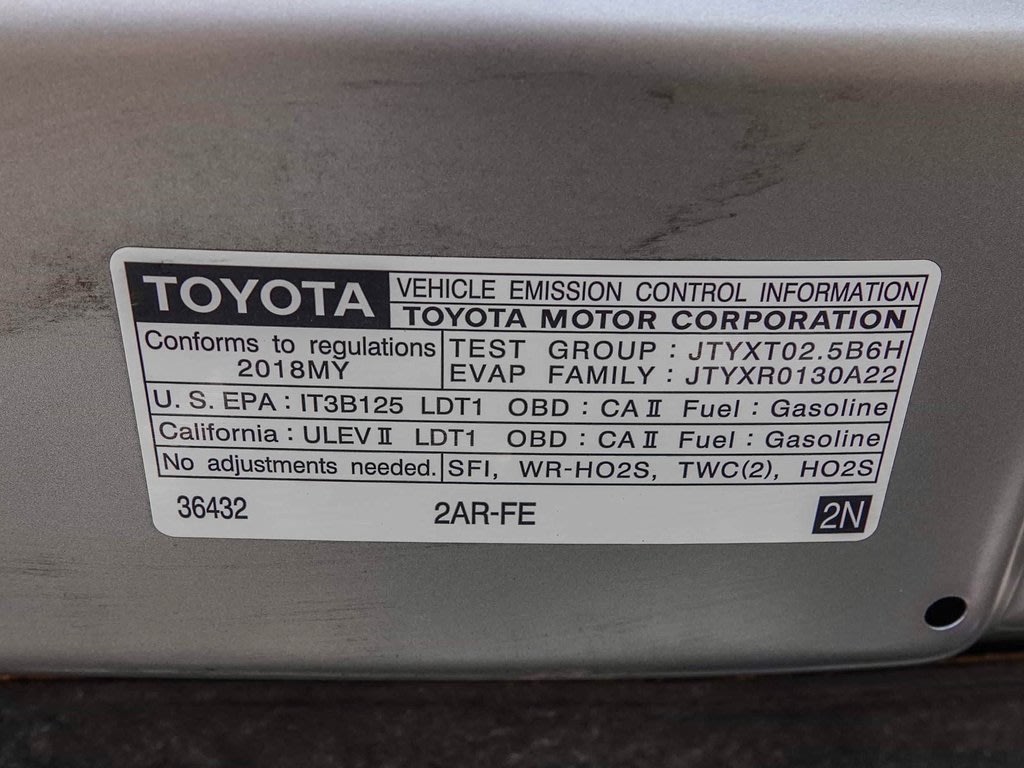 TOYOTA VEHICLE EMISSION CONTROL INFORMATION
TOYOTA MOTOR CORPORATION
Conforms to regulations TEST GROUP : JTYXT02.5B6H
2018MY EVAP FAMILY : JTYXR0130A22
U. S. EPA : IT3B125 LDT1 OBD : CA II Fuel : Gasoline
California : ULEV II LDT1 OBD : CA II Fuel : Gasoline
No adjustments needed. SFI, WR-HO2S, TWC(2), HO2S
36432 2AR-FE 2N